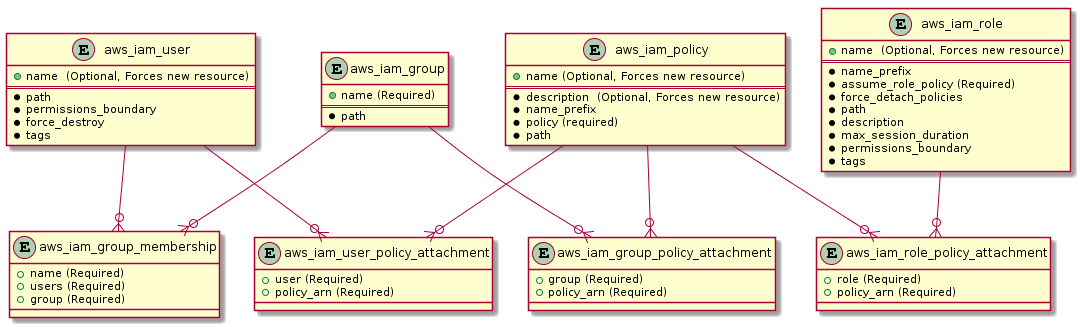 E aws_iam_user
name (Optional, Forces new resource)
path
permissions_boundary
force_destroy
tags
E aws_iam_group
name (Required)
path
E aws_iam_policy
name (Optional, Forces new resource)
description (Optional, Forces new resource)
name_prefix
policy (required)
path
E aws_iam_role
name (Optional, Forces new resource)
name_prefix
assume_role_policy (Required)
force_detach_policies
path
description
max_session_duration
permissions_boundary
tags
E aws_iam_group_membership
name (Required)
users (Required)
group (Required)
E aws_iam_user_policy_attachment
user (Required)
policy_arn (Required)
E aws_iam_group_policy_attachment
group (Required)
policy_arn (Required)
E aws_iam_role_policy_attachment
role (Required)
policy_arn (Required)